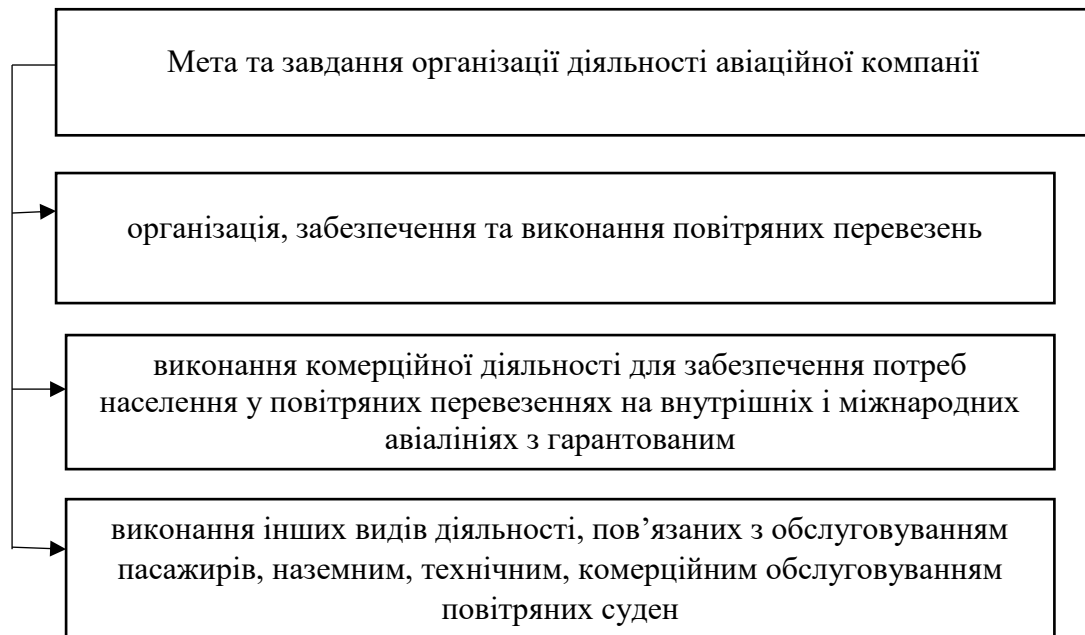 Мета та завдання організації діяльності авіаційної компанії
організація, забезпечення та виконання повітряних перевезень
виконання комерційної діяльності для забезпечення потреб
населення у повітряних перевезеннях на внутрішніх і міжнародних
авіалініях з гарантованим
виконання інших видів діяльності, пов’язаних з обслуговуванням
пасажирів, наземним, технічним, комерційним обслуговуванням
повітряних суден